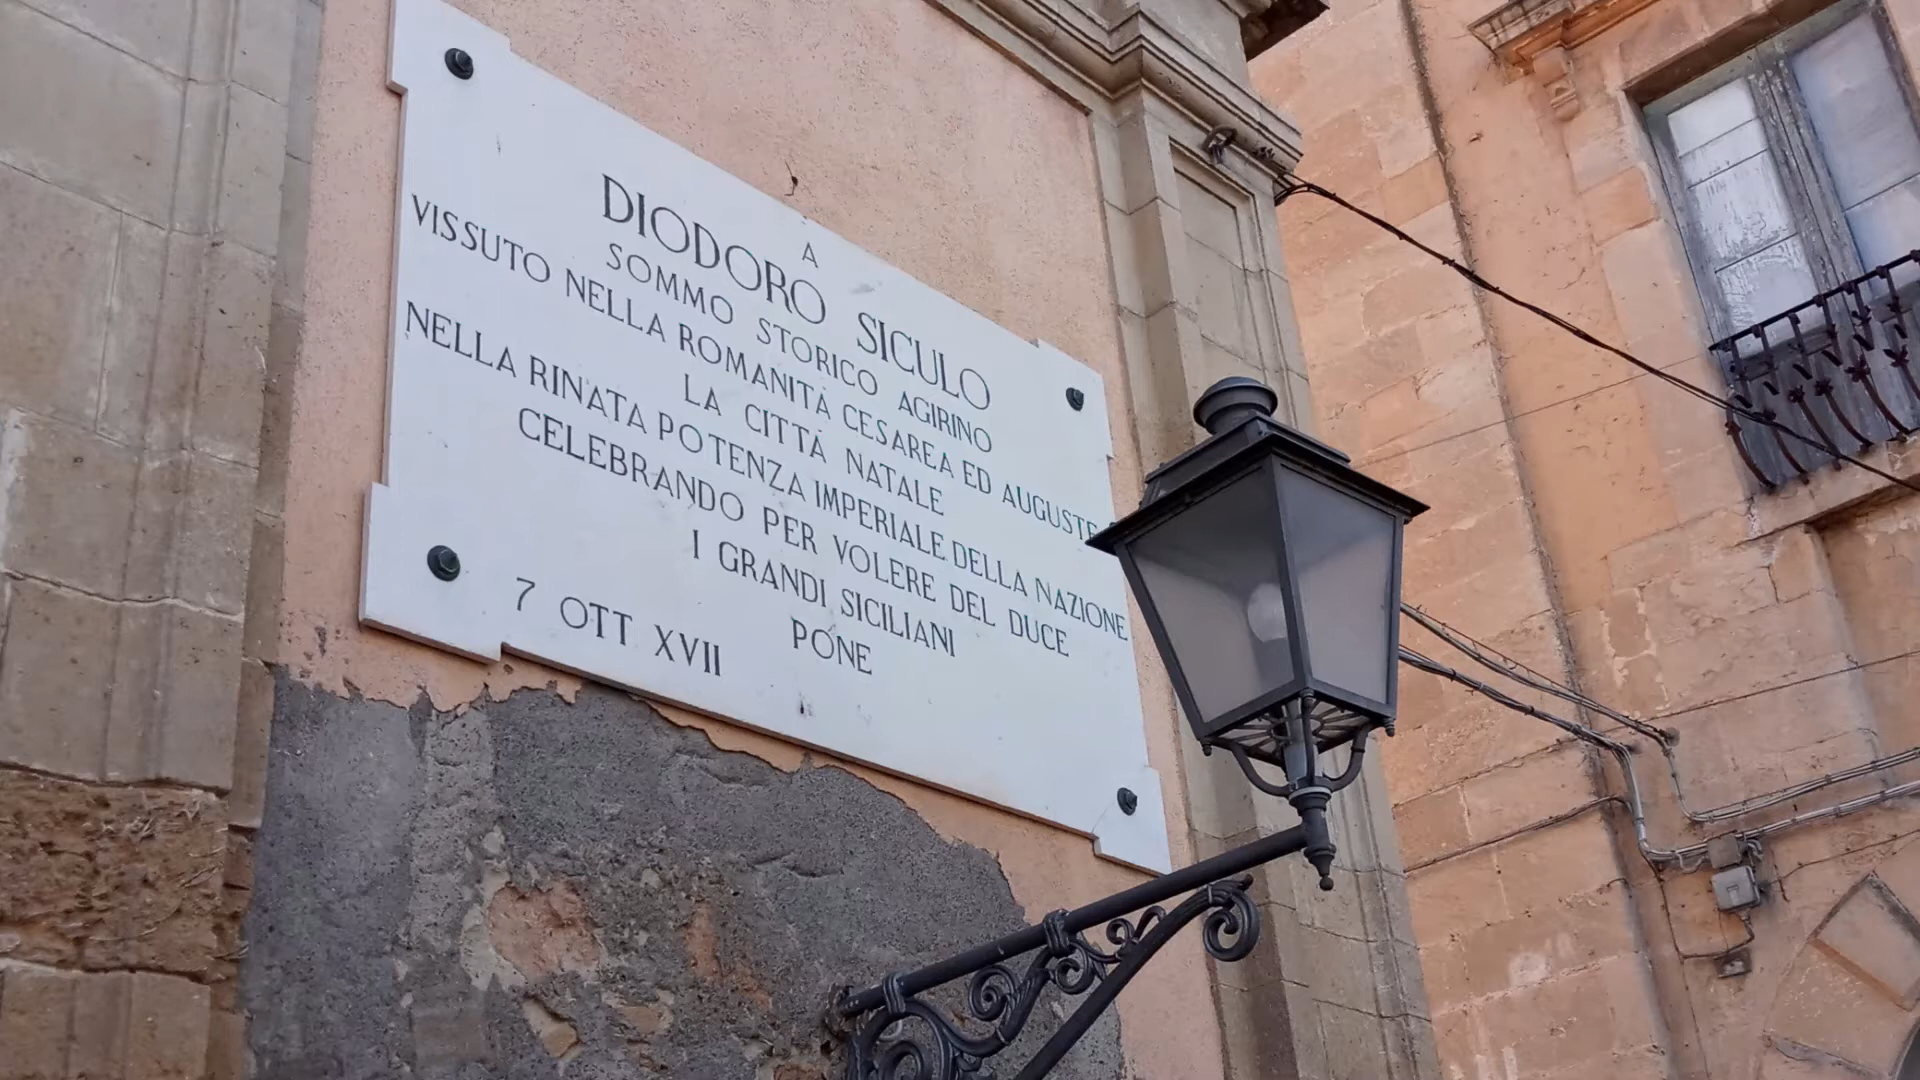 A
DIODORO SICULO
SOMMO STORICO AGIRINO
VISSUTO NELLA ROMANITÀ CESAREA ED AUGUSTE
LA CITTÀ NATALE
NELLA RINATA POTENZA IMPERIALE DELLA NAZIONE
CELEBRANDO PER VOLERE DEL DUCE
I GRANDI SICILIANI
PONE
7 OTT XVII